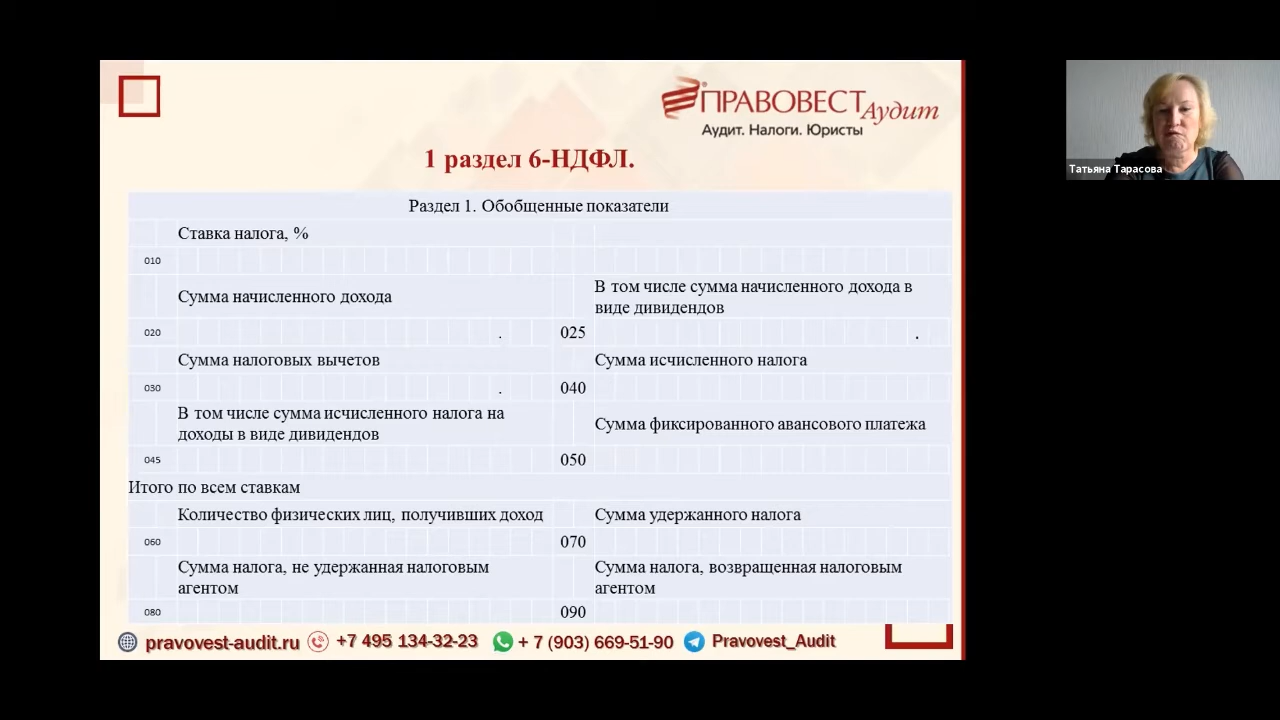 ПРАВОВЕСТ Аудит
Аудит. Налоги. Юристы
1 раздел 6-НДФЛ.
Раздел 1. Обобщенные показатели
Ставка налога, %
010
Сумма начисленного дохода
В том числе сумма начисленного дохода в
виде дивидендов
020 . 025 .
Сумма налоговых вычетов Сумма исчисленного налога
030 . 040
В том числе сумма исчисленного налога на
доходы в виде дивидендов
Сумма фиксированного авансового платежа
045 050
Итого по всем ставкам
Количество физических лиц, получивших доход Сумма удержанного налога
060 070
Сумма налога, не удержанная налоговым
агентом
Сумма налога, возвращенная налоговым
агентом
080 090
pravovest-audit.ru +7 495 134-32-23 + 7 (903) 669-51-90 Pravovest_Audit
Татьяна Тарасова